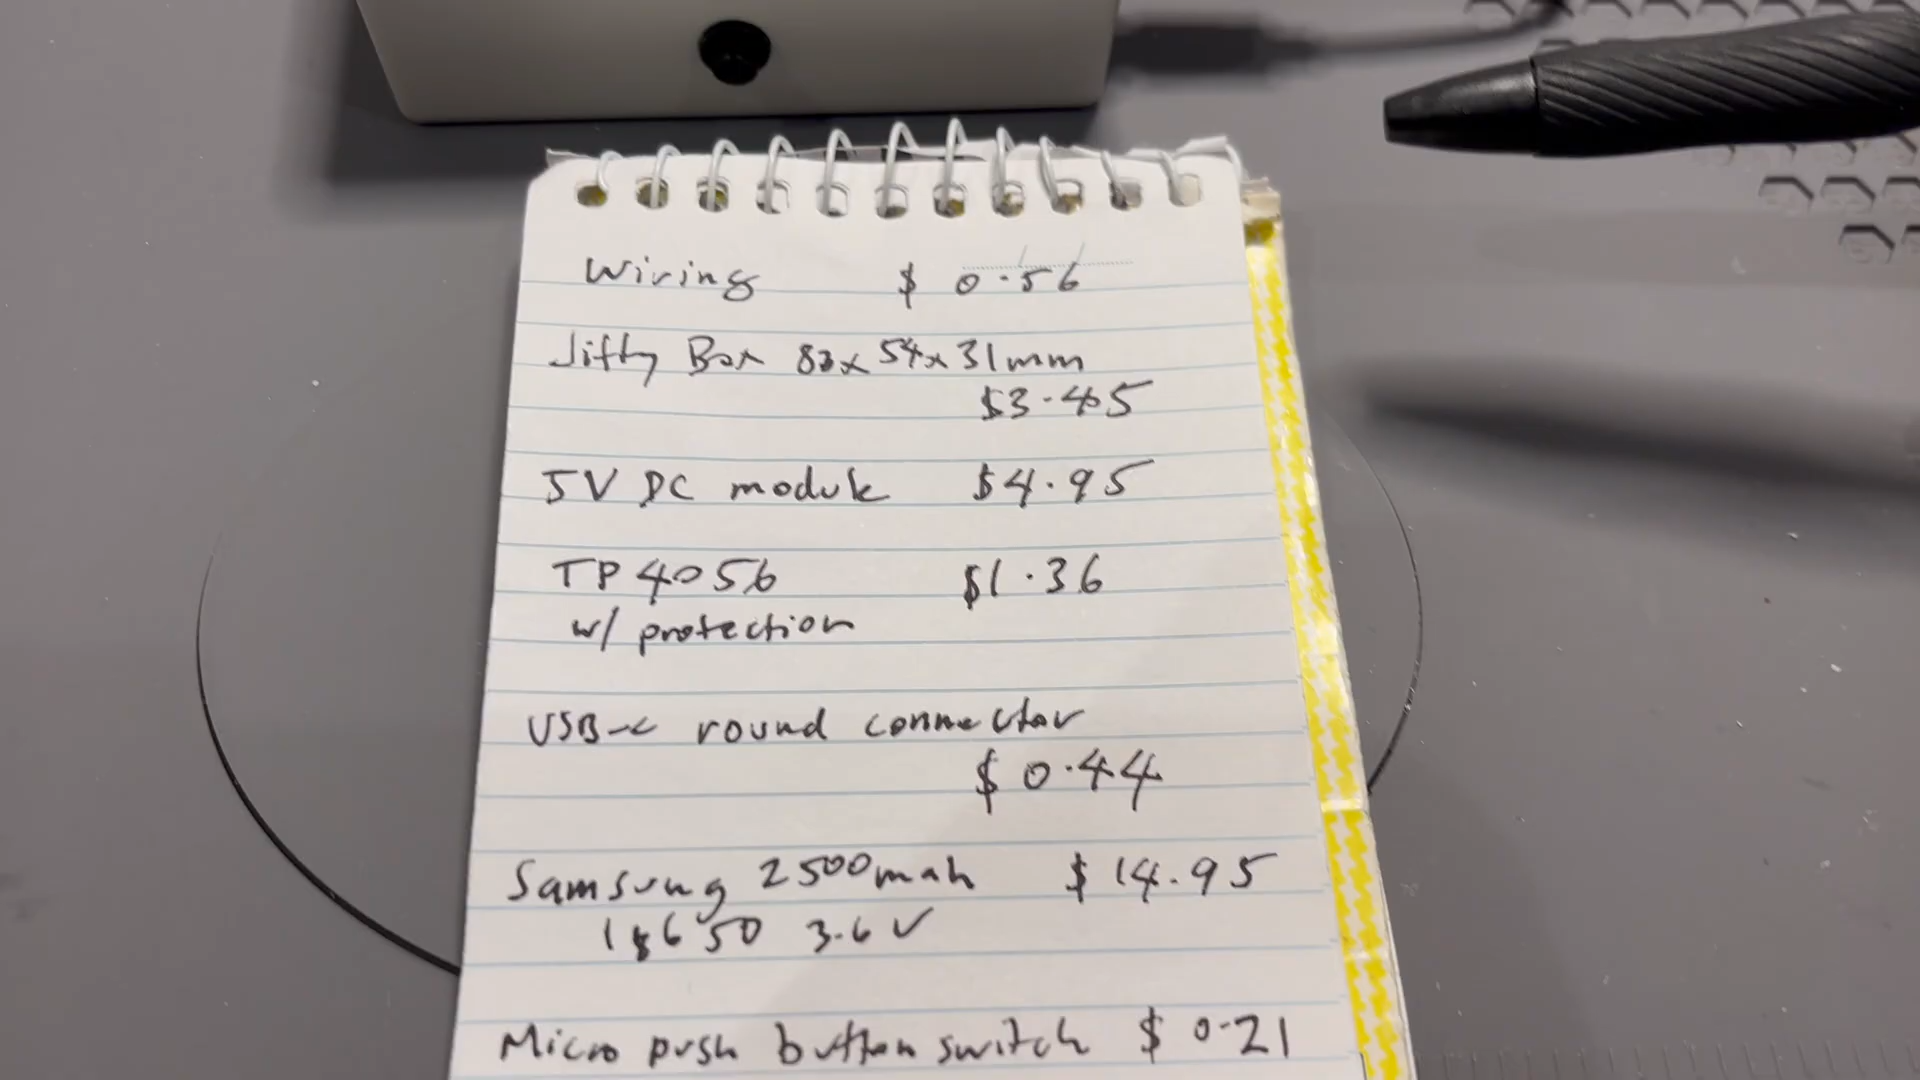 Wiring $ 0.56
Jiffy Box 83x54x31mm
$3.45
5V DC module $4.95
TP4056 $1.36
w/ protection
USB-C round connector
$0.44
Samsung 2500mah $14.95
18650 3.6V
Micro push button switch $0.21